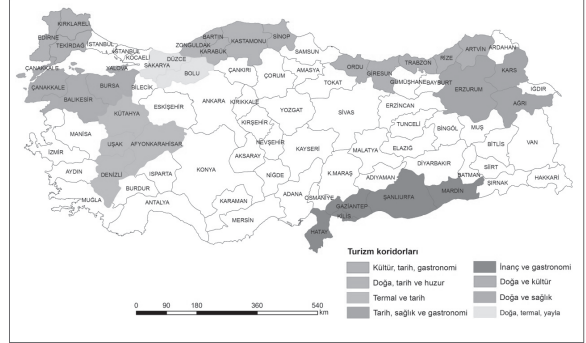 KIRKLARELİ
EDİRNE
TEKİRDAĞ
İSTANBUL
İSTANBUL
KOCAELİ
YALOVA
SAKARYA
DÜZCE
BOLU
ZONGULDAK
BARTIN
KARABÜK
KASTAMONU
SİNOP
SAMSUN
ORDU
GİRESUN
TRABZON
RİZE
ARTVİN
ARDAHAN
KARS
GÜMÜŞHANE
BAYBURT
ERZURUM
IĞDIR
AĞRI
ÇANAKKALE
ÇANAKKALE
BURSA
BİLECİK
BALIKESİR
KÜTAHYA
ESKİŞEHİR
ANKARA
ÇANKIRI
ÇORUM
AMASYA
TOKAT
KIRIKKALE
YOZGAT
SİVAS
ERZİNCAN
TUNCELİ
BİNGÖL
MUŞ
BİTLİS
VAN
MANİSA
UŞAK
AFYONKARAHİSAR
KIRŞEHİR
NEVŞEHİR
KAYSERİ
MALATYA
ELAZIĞ
DİYARBAKIR
BATMAN
SİİRT
ŞIRNAK
HAKKARİ
İZMİR
AYDIN
DENİZLİ
ISPARTA
BURDUR
MUĞLA
ANTALYA
KONYA
AKSARAY
NİĞDE
KARAMAN
MERSİN
ADANA
OSMANİYE
K.MARAŞ
ADIYAMAN
GAZİANTEP
KİLİS
HATAY
ŞANLIURFA
MARDİN
Turizm koridorları
Kültür, tarih, gastronomi
Doğa, tarih ve huzur
Termal ve tarih
Tarih, sağlık ve gastronomi
İnanç ve gastronomi
Doğa ve kültür
Doğa ve sağlık
Doğa, termal, yayla
0 90 180 360 540
km